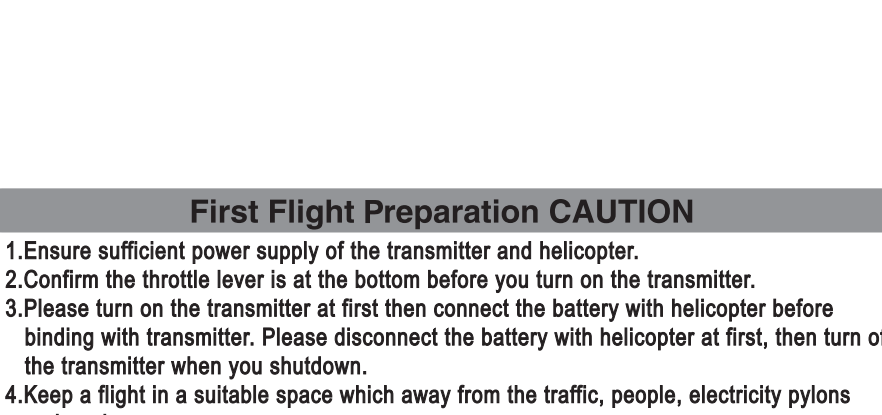 First Flight Preparation CAUTION
1.Ensure sufficient power supply of the transmitter and helicopter.
2.Confirm the throttle lever is at the bottom before you turn on the transmitter.
3.Please turn on the transmitter at first then connect the battery with helicopter before
binding with transmitter. Please disconnect the battery with helicopter at first, then turn
the transmitter when you shutdown.
4.Keep a flight in a suitable space which away from the traffic, people, electricity pylons